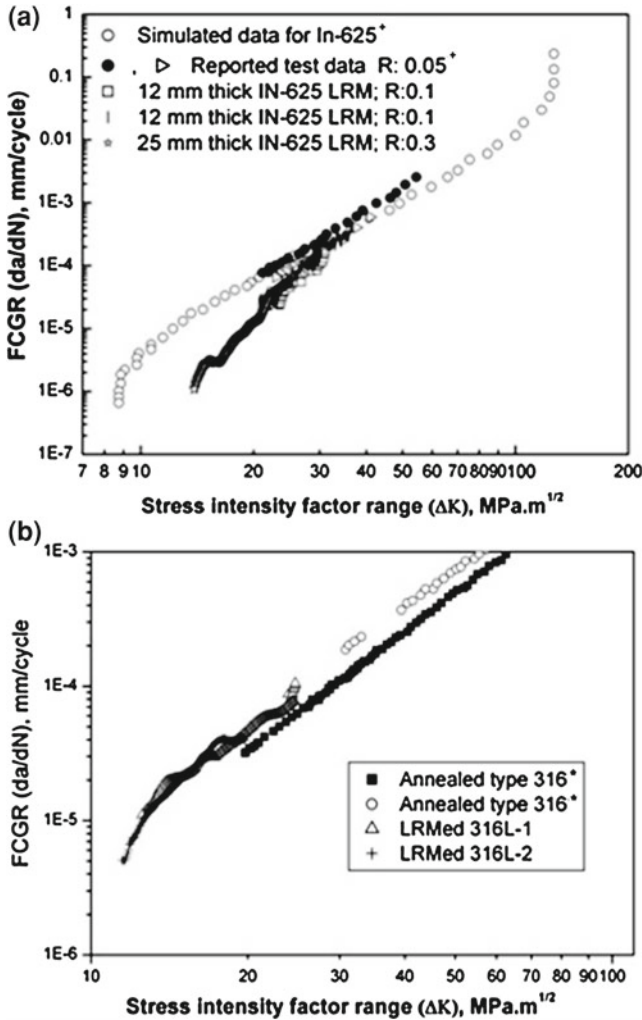 (a)
Simulated data for In-625+
Reported test data R: 0.05+
12 mm thick IN-625 LRM; R:0.1
12 mm thick IN-625 LRM; R:0.1
25 mm thick IN-625 LRM; R:0.3
FCGR (da/dN), mm/cycle
1
0.1
0.01
1E-3
1E-4
1E-5
1E-6
1E-7
7 8 9 10 20 30 40 50 60 70 8090100 200
Stress intensity factor range (ΔK), MPa.m1/2
(b)
FCGR (da/dN), mm/cycle
1E-3
1E-4
1E-5
1E-6
Annealed type 316*
Annealed type 316*
LRMed 316L-1
LRMed 316L-2
10 20 30 40 50 60 70 80 90 100
Stress intensity factor range (ΔK), MPa.m1/2